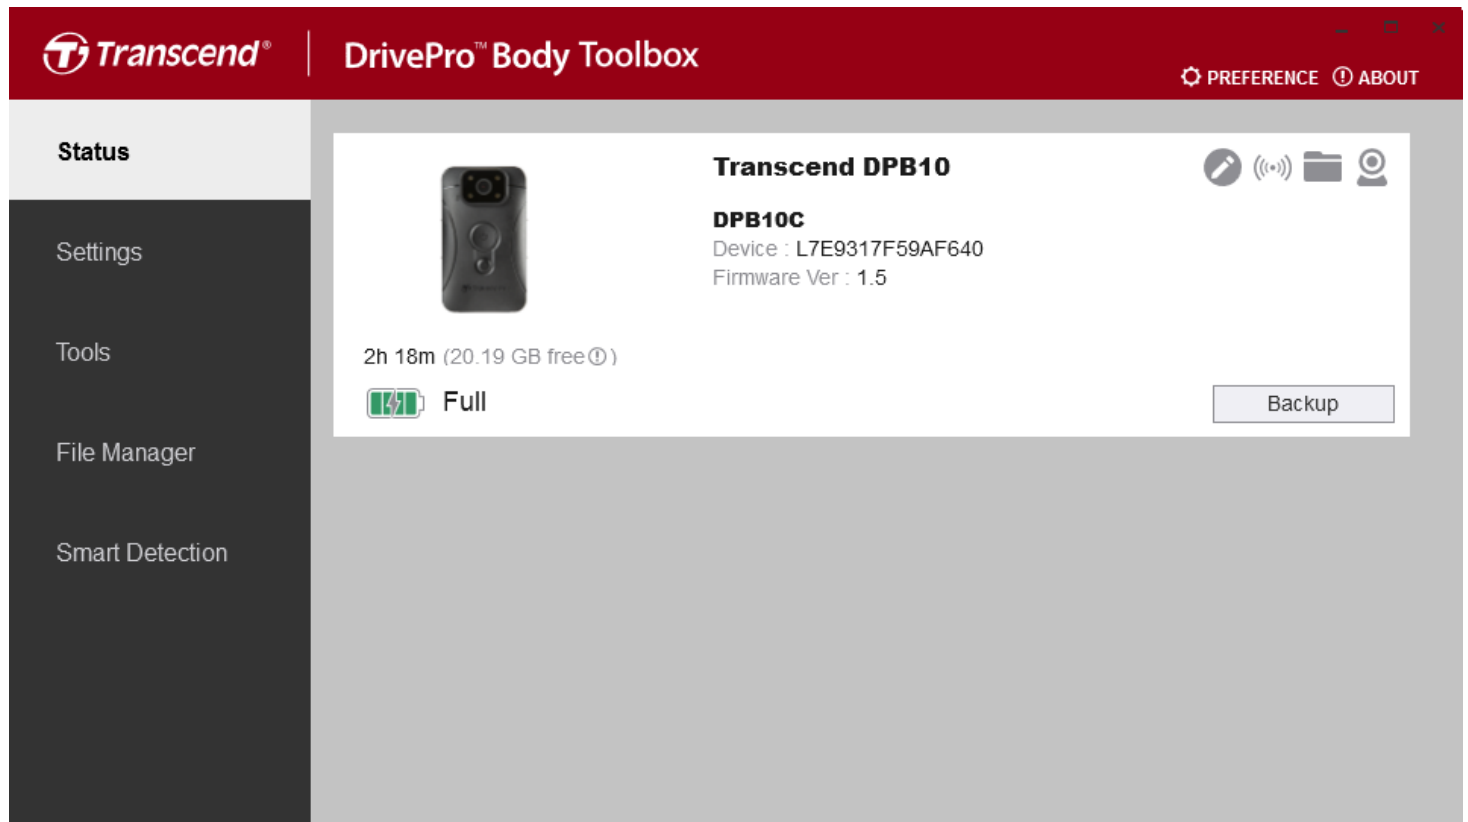 Transcend®
DrivePro™ Body Toolbox
PREFERENCE
ABOUT
Status
Settings
Tools
File Manager
Smart Detection
Transcend DPB10
DPB10C
Device : L7E9317F59AF640
Firmware Ver : 1.5
2h 18m (20.19 GB free)
Full
Backup